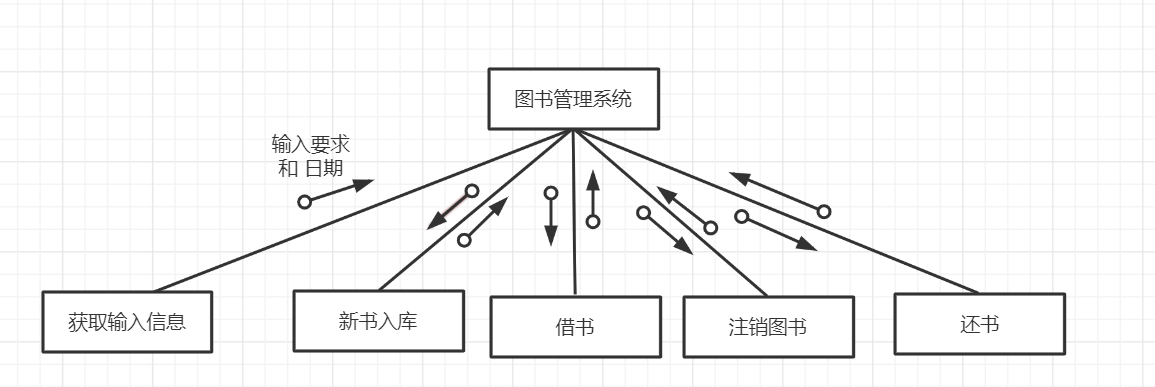 图书管理系统
输入要求
和 日期
获取输入信息
新书入库
借书
注销图书
还书